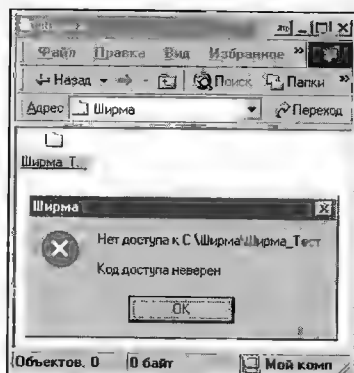 Файл Правка Вид Избранное »
Назад Поиск Папки »
Адрес Ширма Переход
Ширма_Т...
Ширма
Нет доступа к C:\Ширма\Ширма_Тест
Код доступа неверен
OK
Объектов: 0 0 байт Мой комп